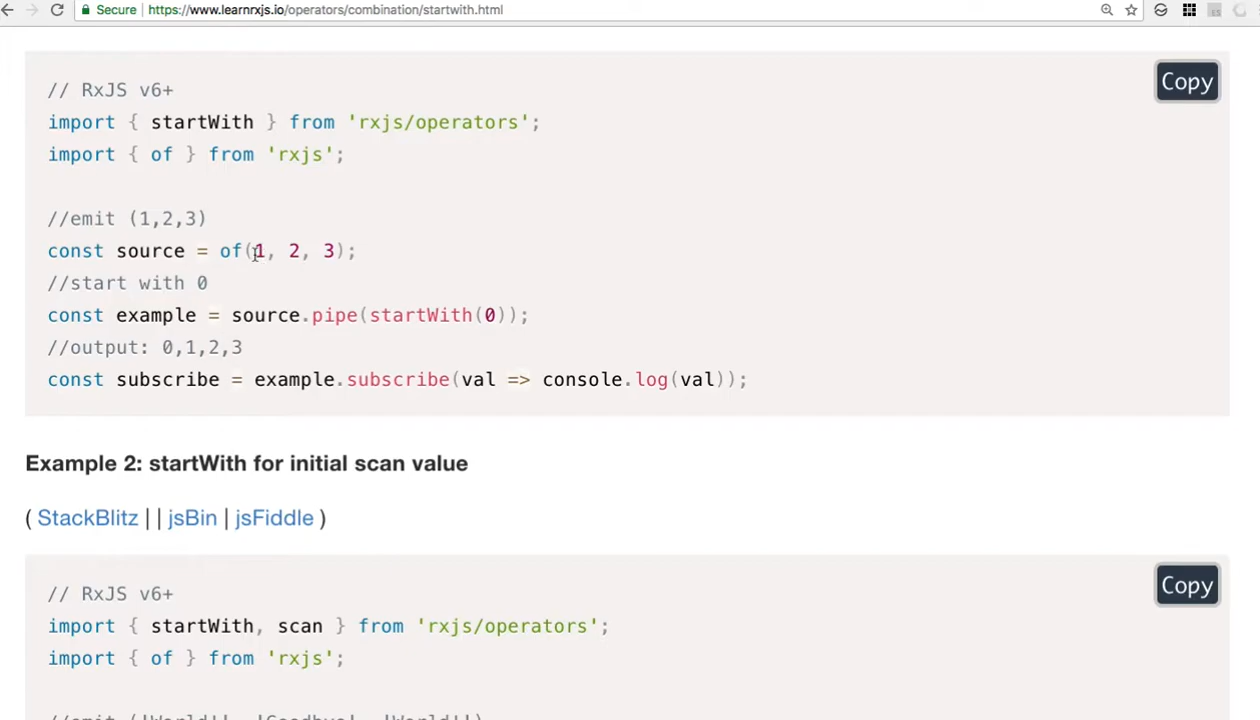 Secure https://www.learnrxjs.io/operators/combination/startwith.html
Copy
// RxJS v6+
import { startWith } from 'rxjs/operators';
import { of } from 'rxjs';
//emit (1,2,3)
const source = of(1, 2, 3);
//start with 0
const example = source.pipe(startWith(0));
//output: 0,1,2,3
const subscribe = example.subscribe(val => console.log(val));
Example 2: startWith for initial scan value
( StackBlitz | | jsBin | jsFiddle )
Copy
// RxJS v6+
import { startWith, scan } from 'rxjs/operators';
import { of } from 'rxjs';
//emit ('World!', 'Goodbye', 'World!')